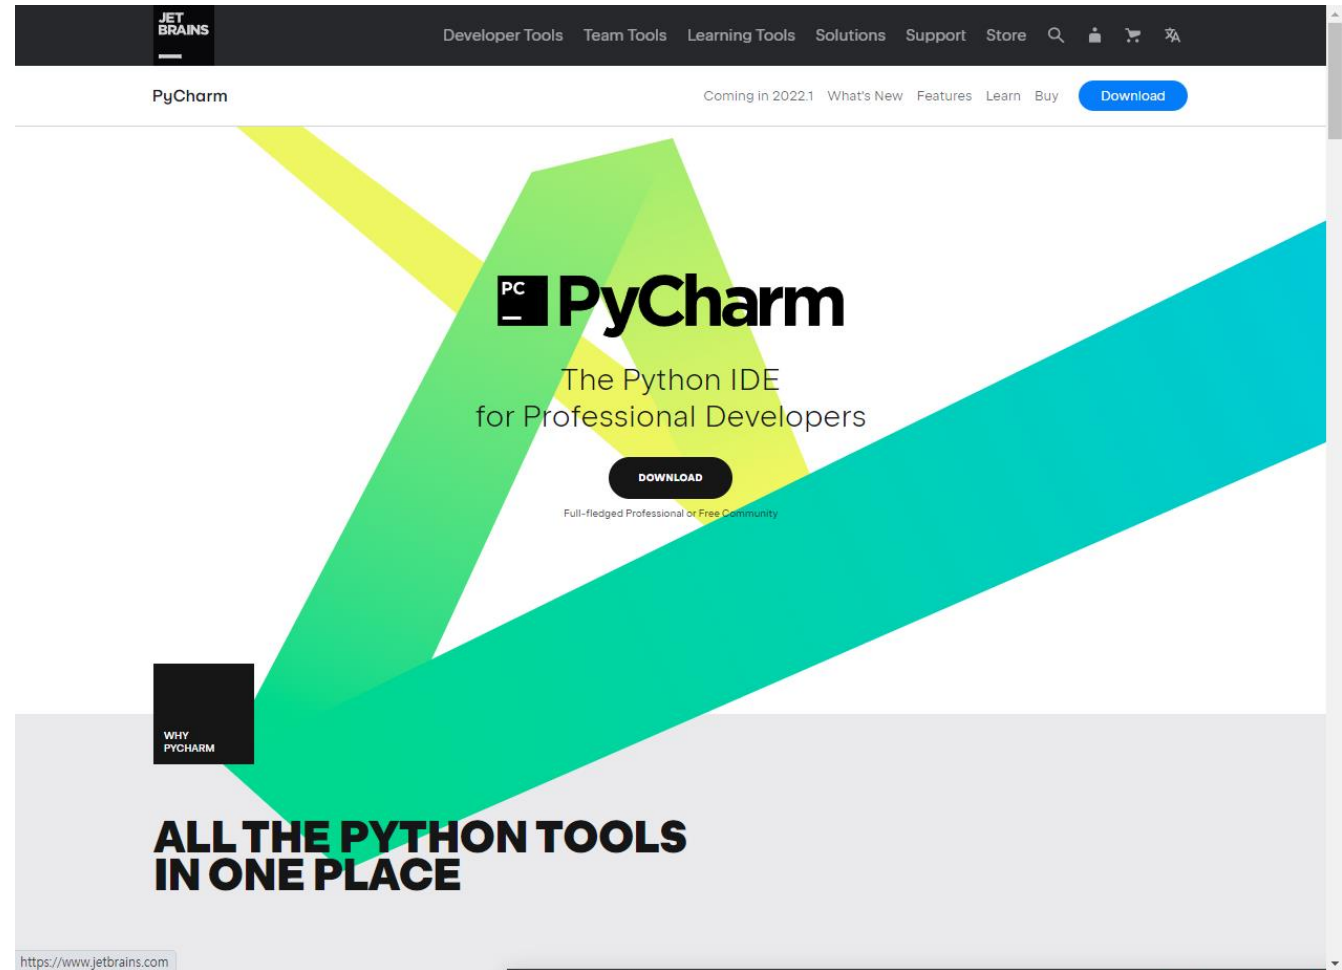 JET
BRAINS
Developer Tools Team Tools Learning Tools Solutions Support Store
PyCharm
Coming in 2022.1 What's New Features Learn Buy Download
PC
PyCharm
The Python IDE
for Professional Developers
DOWNLOAD
Full-fledged Professional or Free Community
WHY
PYCHARM
ALL THE PYTHON TOOLS
IN ONE PLACE
https://www.jetbrains.com